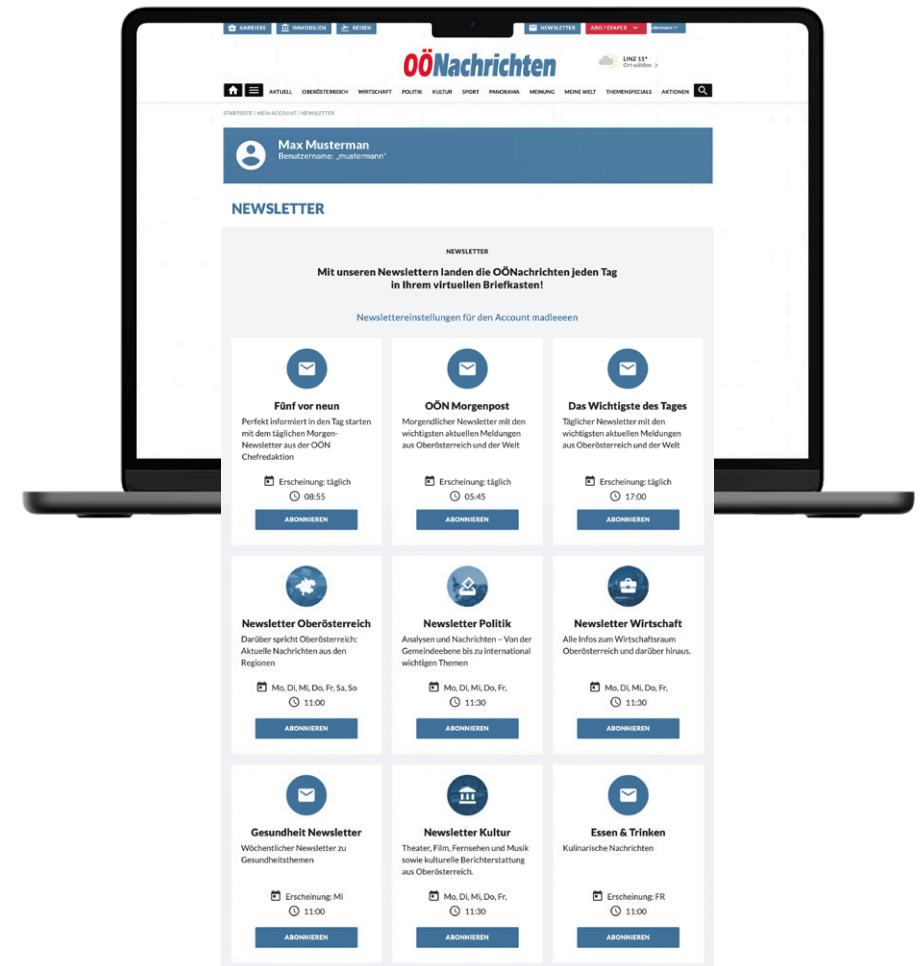 KARRIERE IMMOBILIEN REISEN NEWSLETTER ABO / EPAPER
OÖNachrichten
LINZ 11°
Ort wählen
AKTUELL OBERÖSTERREICH WIRTSCHAFT POLITIK KULTUR SPORT PANORAMA MEINUNG MEINE WELT THEMENSPECIALS AKTIONEN
STARTSEITE / MEIN ACCOUNT / NEWSLETTER
Max Musterman
Benutzername: „mustermann"
NEWSLETTER
NEWSLETTER
Mit unseren Newslettern landen die OÖNachrichten jeden Tag
in Ihrem virtuellen Briefkasten!
Newslettereinstellungen für den Account madleeeen
Fünf vor neun
Perfekt informiert in den Tag starten
mit dem täglichen Morgen-
Newsletter aus der OÖN
Chefredaktion
Erscheinung: täglich
08:55
ABONNIEREN
OÖN Morgenpost
Morgendlicher Newsletter mit den
wichtigsten aktuellen Meldungen
aus Oberösterreich und der Welt
Erscheinung: täglich
05:45
ABONNIEREN
Das Wichtigste des Tages
Täglicher Newsletter mit den
wichtigsten aktuellen Meldungen
aus Oberösterreich und der Welt
Erscheinung: täglich
17:00
ABONNIEREN
Newsletter Oberösterreich
Darüber spricht Oberösterreich:
Aktuelle Nachrichten aus den
Regionen
Mo, Di, Mi, Do, Fr, Sa, So
11:00
ABONNIEREN
Newsletter Politik
Analysen und Nachrichten – Von der
Gemeindeebene bis zu international
wichtigen Themen
Mo, Di, Mi, Do, Fr,
11:30
ABONNIEREN
Newsletter Wirtschaft
Alle Infos zum Wirtschaftsraum
Oberösterreich und darüber hinaus.
Mo, Di, Mi, Do, Fr,
11:30
ABONNIEREN
Gesundheit Newsletter
Wöchentlicher Newsletter zu
Gesundheitsthemen
Erscheinung: Mi
11:00
ABONNIEREN
Newsletter Kultur
Theater, Film, Fernsehen und Musik
sowie kulturelle Berichterstattung
aus Oberösterreich.
Mo, Di, Mi, Do, Fr,
11:30
ABONNIEREN
Essen & Trinken
Kulinarische Nachrichten
Erscheinung: FR
11:00
ABONNIEREN